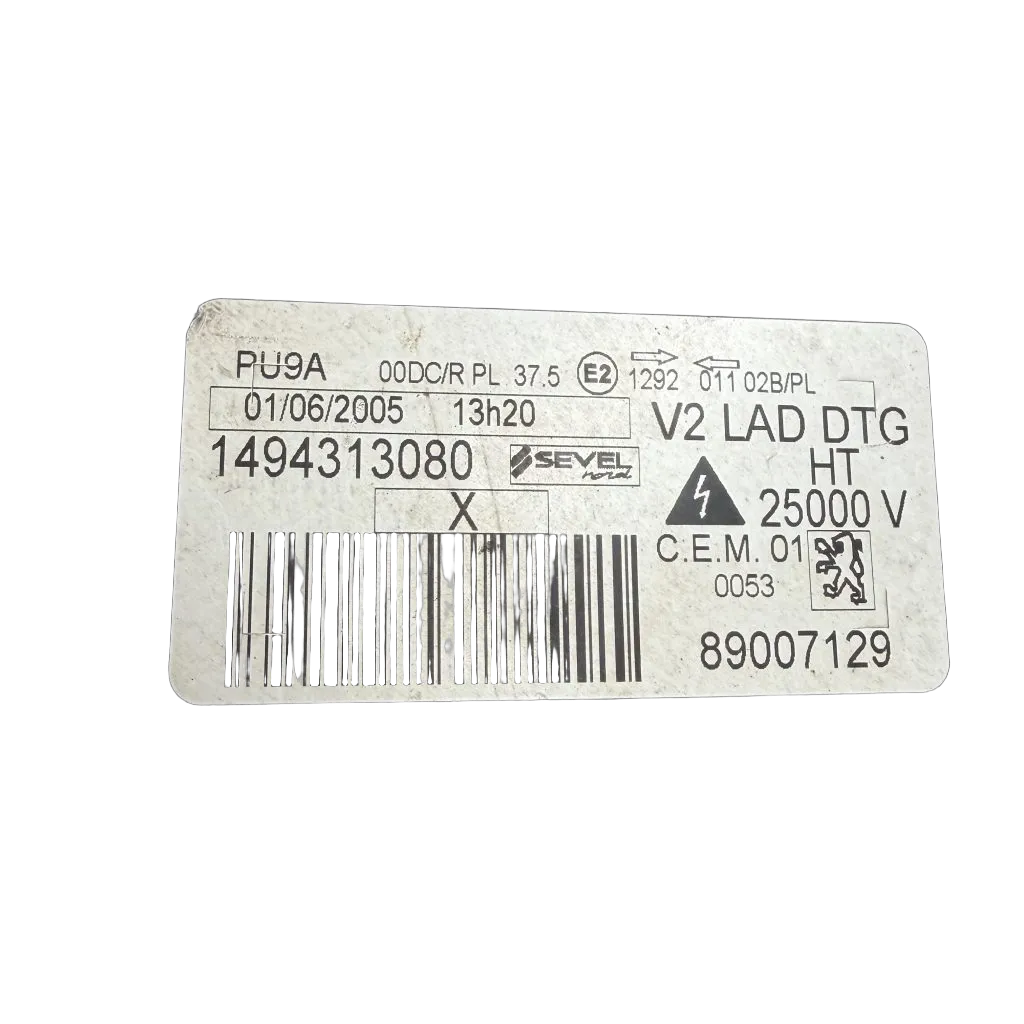 PU9A 00DC/R PL 37.5 E2 1292 011 02B/PL
01/06/2005 13h20 V2 LAD DTG
1494313080 SEVEL nord HT
X 25000 V
C.E.M. 01
0053
89007129